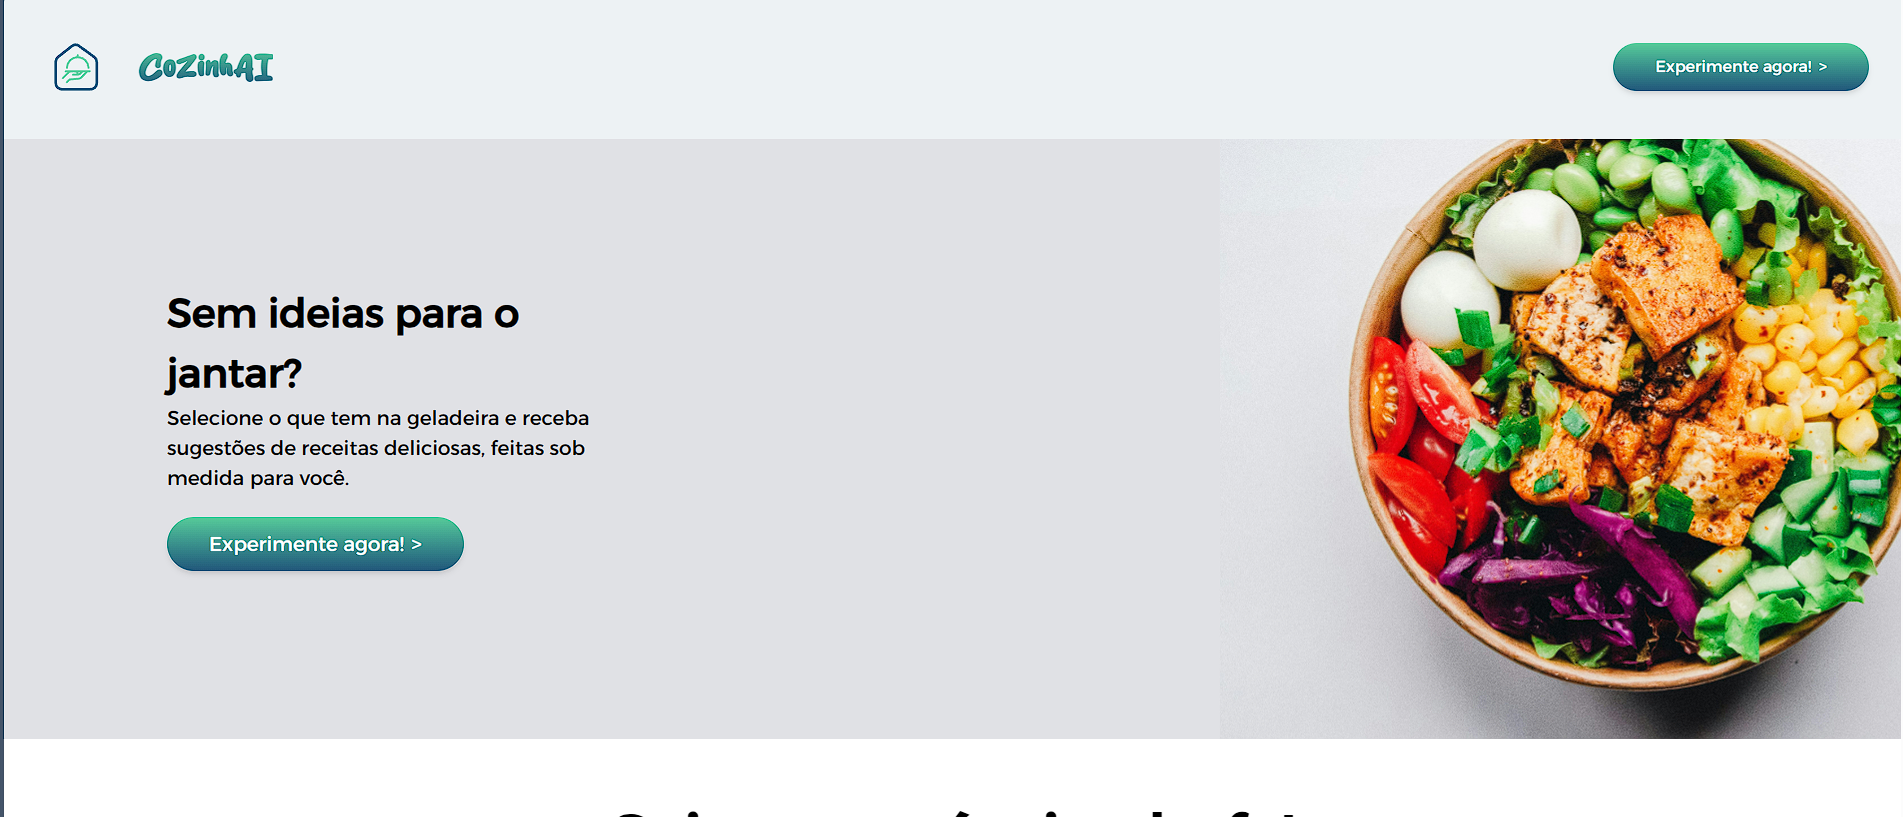 CoZinhAI
Experimente agora! >
Sem ideias para o
jantar?
Selecione o que tem na geladeira e receba
sugestões de receitas deliciosas, feitas sob
medida para você.
Experimente agora! >